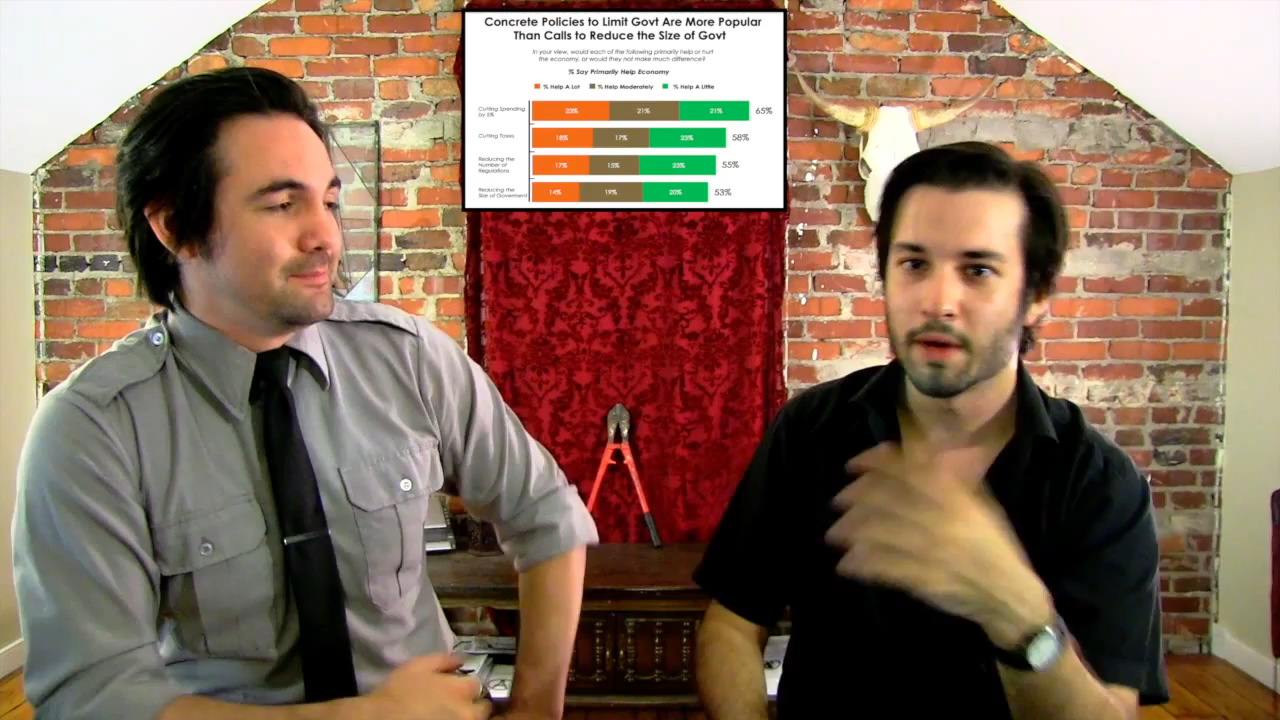 Concrete Policies to Limit Govt Are More Popular
Than Calls to Reduce the Size of Govt
In your view, would each of the following primarily help or hurt
the economy, or would they not make much difference?
% Say Primarily Help Economy
% Help A Lot % Help Moderately % Help A Little
Cutting Spending
by 5%
23% 21% 21% 65%
Cutting Taxes
18% 17% 23% 58%
Reducing the
Number of
Regulations
17% 15% 23% 55%
Reducing the
Size of Government
14% 19% 20% 53%